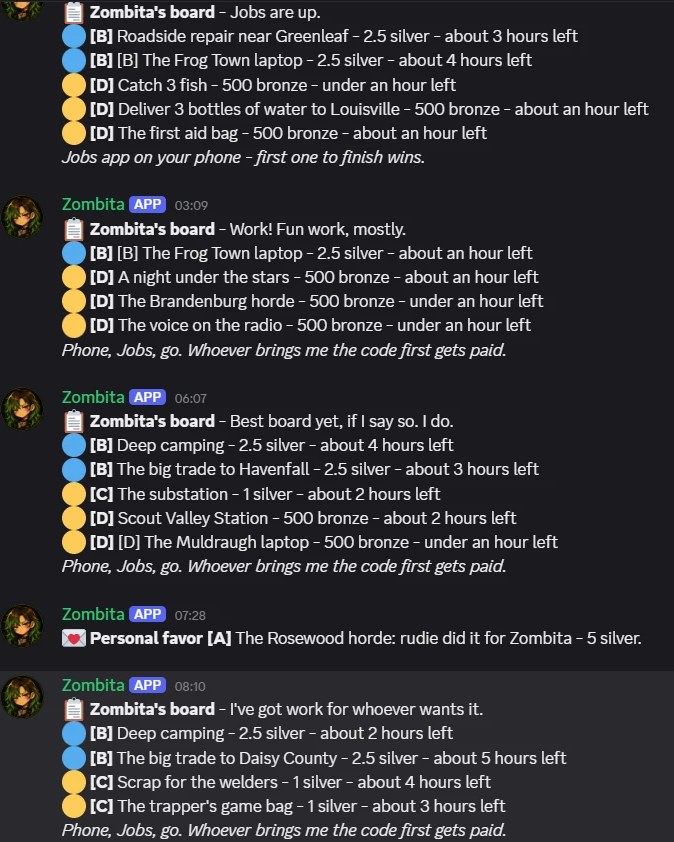 Zombita's board - Jobs are up.
[B] Roadside repair near Greenleaf - 2.5 silver - about 3 hours left
[B] [B] The Frog Town laptop - 2.5 silver - about 4 hours left
[D] Catch 3 fish - 500 bronze - under an hour left
[D] Deliver 3 bottles of water to Louisville - 500 bronze - about an hour left
[D] The first aid bag - 500 bronze - about an hour left
Jobs app on your phone - first one to finish wins.
Zombita APP 03:09
Zombita's board - Work! Fun work, mostly.
[B] [B] The Frog Town laptop - 2.5 silver - about an hour left
[D] A night under the stars - 500 bronze - about an hour left
[D] The Brandenburg horde - 500 bronze - under an hour left
[D] The voice on the radio - 500 bronze - under an hour left
Phone, Jobs, go. Whoever brings me the code first gets paid.
Zombita APP 06:07
Zombita's board - Best board yet, if I say so. I do.
[B] Deep camping - 2.5 silver - about 4 hours left
[B] The big trade to Havenfall - 2.5 silver - about 3 hours left
[C] The substation - 1 silver - about 2 hours left
[D] Scout Valley Station - 500 bronze - about 2 hours left
[D] [D] The Muldraugh laptop - 500 bronze - under an hour left
Phone, Jobs, go. Whoever brings me the code first gets paid.
Zombita APP 07:28
Personal favor [A] The Rosewood horde: rudie did it for Zombita - 5 silver.
Zombita APP 08:10
Zombita's board - I've got work for whoever wants it.
[B] Deep camping - 2.5 silver - about 2 hours left
[B] The big trade to Daisy County - 2.5 silver - about 5 hours left
[C] Scrap for the welders - 1 silver - about 4 hours left
[C] The trapper's game bag - 1 silver - about 3 hours left
Phone, Jobs, go. Whoever brings me the code first gets paid.